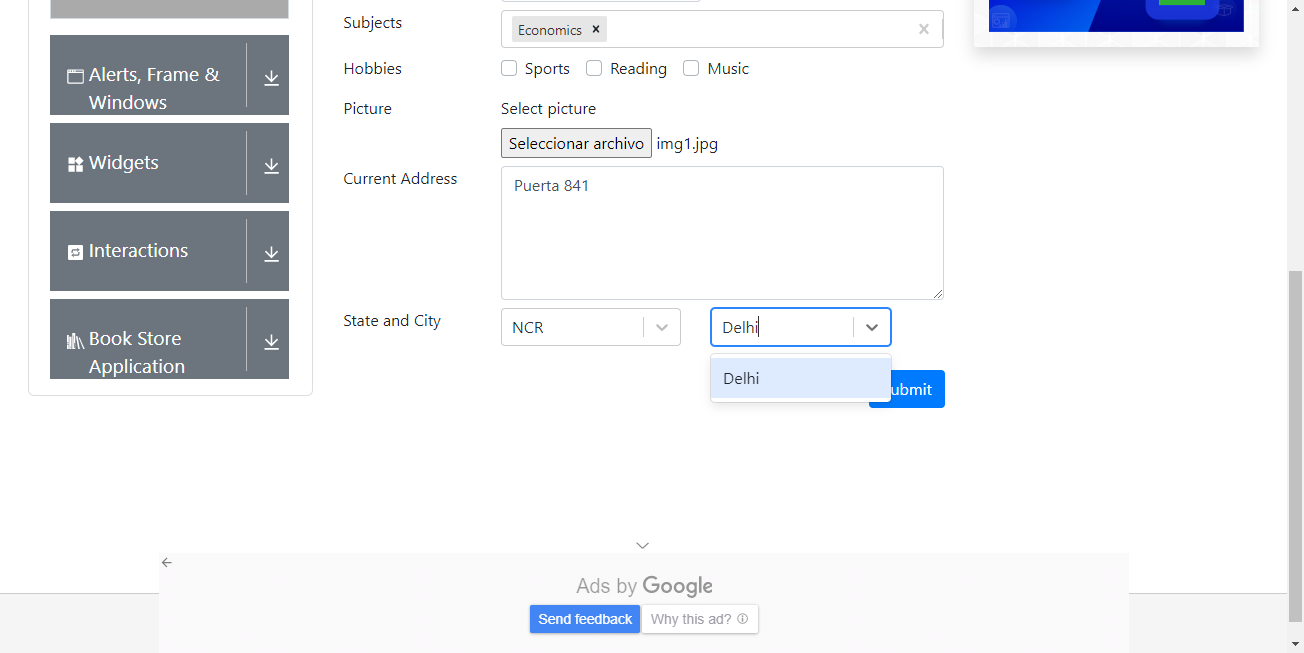 Subjects
Economics ×
Hobbies
Sports Reading Music
Picture
Select picture
Seleccionar archivo img1.jpg
Current Address
Puerta 841
State and City
NCR
Delhi
Delhi
ubmit
Alerts, Frame &
Windows
Widgets
Interactions
Book Store
Application
Ads by Google
Send feedback
Why this ad?